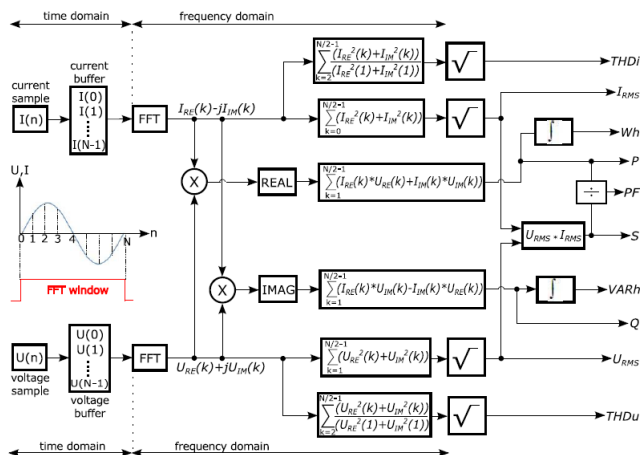 time domain
frequency domain
current buffer
current sample
I(n)
I(0)
I(1)
I(N-1)
FFT
I_RE(k)-jI_IM(k)
N/2-1 ∑ k=2 (I_RE²(k)+I_IM²(k)) / (I_RE²(1)+I_IM²(1))
√
THDi
N/2-1 ∑ k=0 (I_RE²(k)+I_IM²(k))
√
I_RMS
X
REAL
N/2-1 ∑ k=1 (I_RE(k)*U_RE(k)+I_IM(k)*U_IM(k))
∫
Wh
P
÷
PF
U_RMS * I_RMS
S
U,I
n
0 1 2 3 4 N
FFT window
X
IMAG
N/2-1 ∑ k=1 (I_RE(k)*U_IM(k)-I_IM(k)*U_RE(k))
∫
VARh
Q
U(n)
voltage sample
U(0)
U(1)
U(N-1)
voltage buffer
FFT
U_RE(k)+jU_IM(k)
N/2-1 ∑ k=1 (U_RE²(k)+U_IM²(k))
√
U_RMS
N/2-1 ∑ k=2 (U_RE²(k)+U_IM²(k)) / (U_RE²(1)+U_IM²(1))
√
THDu
time domain
frequency domain